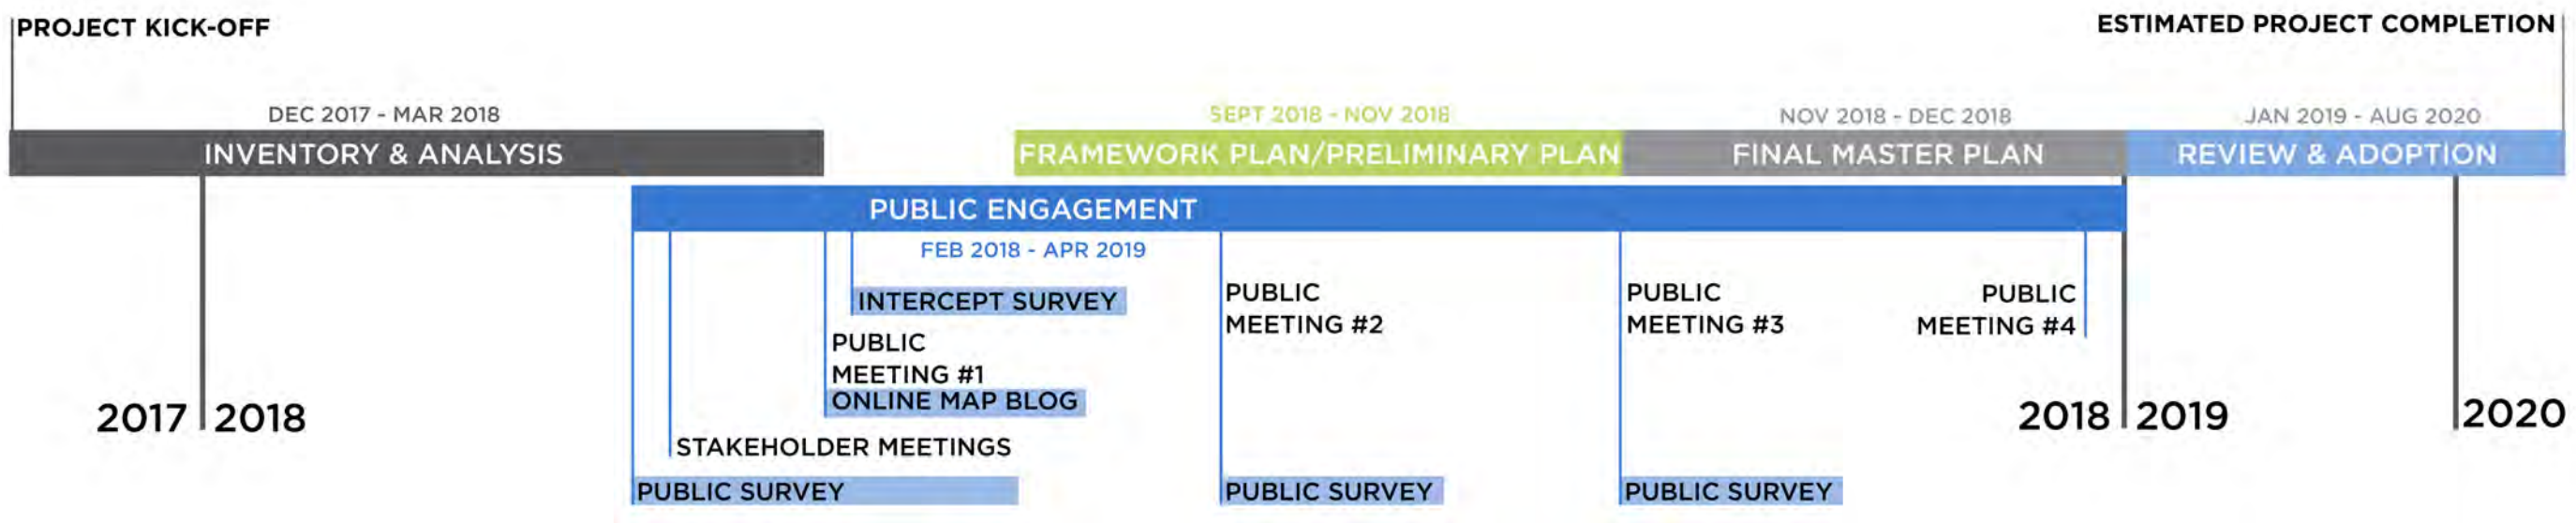 PROJECT KICK-OFF
ESTIMATED PROJECT COMPLETION
DEC 2017 - MAR 2018
SEPT 2018 - NOV 2018
NOV 2018 - DEC 2018
JAN 2019 - AUG 2020
INVENTORY & ANALYSIS
FRAMEWORK PLAN/PRELIMINARY PLAN
FINAL MASTER PLAN
REVIEW & ADOPTION
PUBLIC ENGAGEMENT
FEB 2018 - APR 2019
INTERCEPT SURVEY
PUBLIC
MEETING #1
ONLINE MAP BLOG
STAKEHOLDER MEETINGS
PUBLIC SURVEY
PUBLIC
MEETING #2
PUBLIC SURVEY
PUBLIC
MEETING #3
PUBLIC SURVEY
PUBLIC
MEETING #4
2017
2018
2018
2019
2020